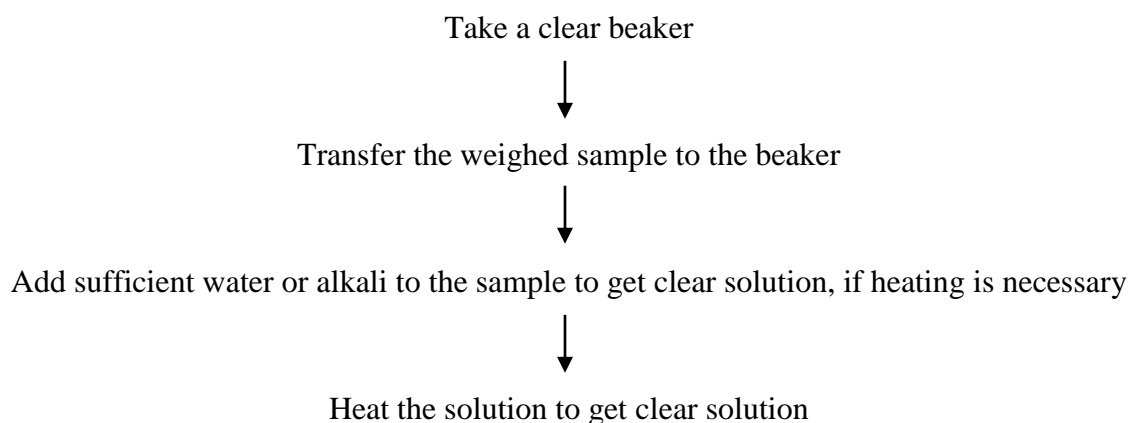 Take a clear beaker
Transfer the weighed sample to the beaker
Add sufficient water or alkali to the sample to get clear solution, if heating is necessary
Heat the solution to get clear solution